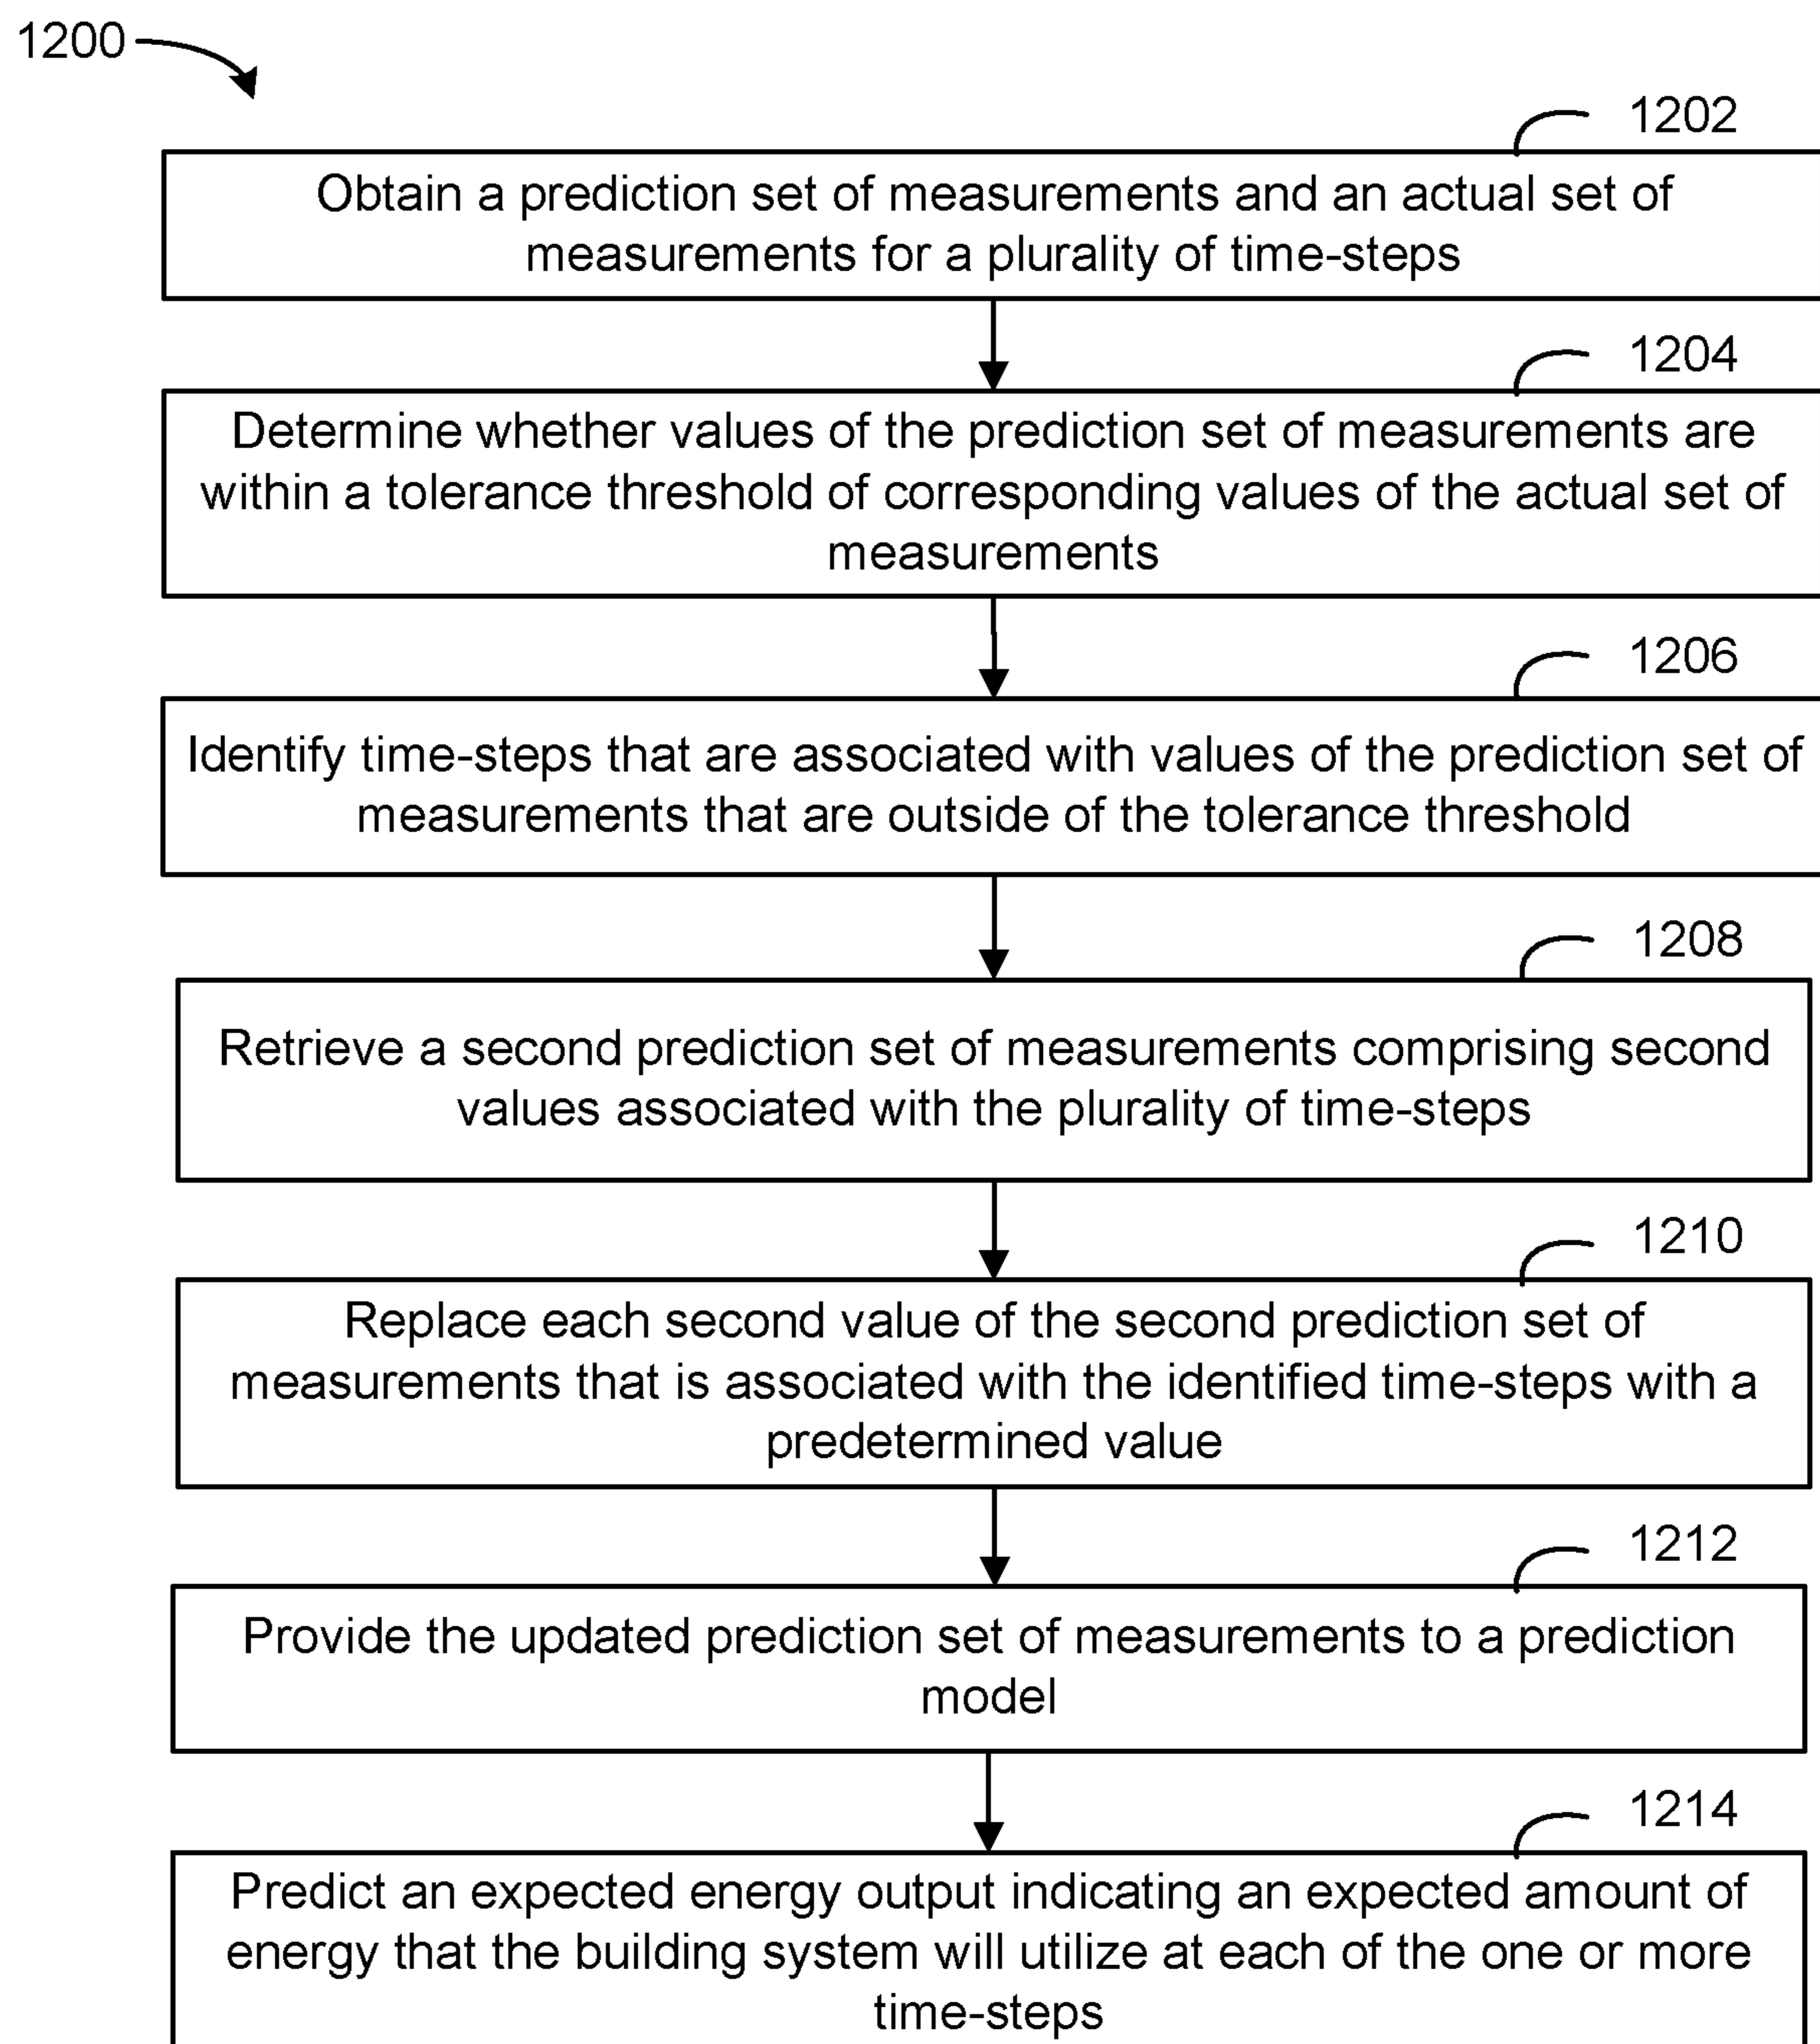 1200
1202
Obtain a prediction set of measurements and an actual set of
measurements for a plurality of time-steps
1204
Determine whether values of the prediction set of measurements are
within a tolerance threshold of corresponding values of the actual set of
measurements
1206
Identify time-steps that are associated with values of the prediction set of
measurements that are outside of the tolerance threshold
1208
Retrieve a second prediction set of measurements comprising second
values associated with the plurality of time-steps
1210
Replace each second value of the second prediction set of
measurements that is associated with the identified time-steps with a
predetermined value
1212
Provide the updated prediction set of measurements to a prediction
model
1214
Predict an expected energy output indicating an expected amount of
energy that the building system will utilize at each of the one or more
time-steps